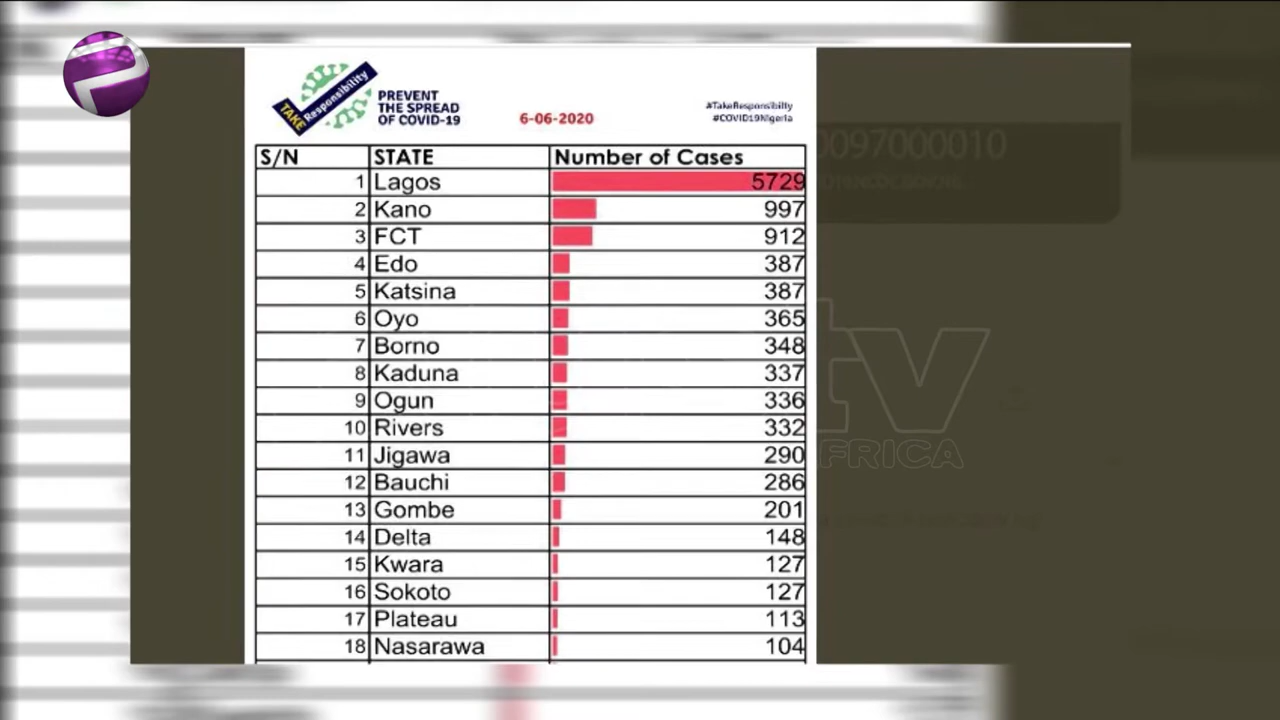 TAKE Responsibility
PREVENT
THE SPREAD
OF COVID-19
6-06-2020
#TakeResponsibilty
#COVID19Nigeria
S/N STATE Number of Cases
1 Lagos 5729
2 Kano 997
3 FCT 912
4 Edo 387
5 Katsina 387
6 Oyo 365
7 Borno 348
8 Kaduna 337
9 Ogun 336
10 Rivers 332
11 Jigawa 290
12 Bauchi 286
13 Gombe 201
14 Delta 148
15 Kwara 127
16 Sokoto 127
17 Plateau 113
18 Nasarawa 104
0097000010
tv
AFRICA